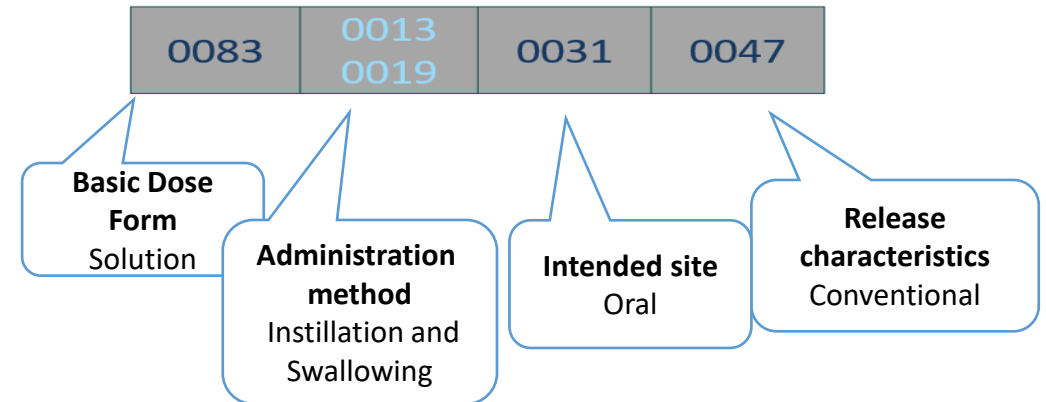 0083
0013
0019
0031
0047
Basic Dose
Form
Solution
Administration
method
Instillation and
Swallowing
Intended site
Oral
Release
characteristics
Conventional